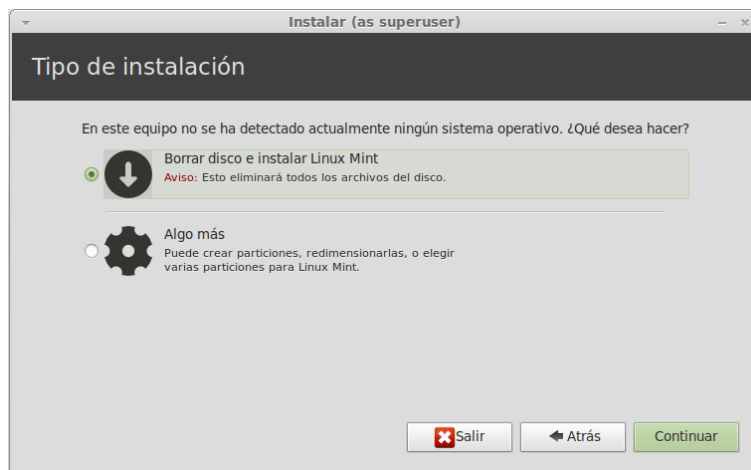 Instalar (as superuser)
Tipo de instalación
En este equipo no se ha detectado actualmente ningún sistema operativo. ¿Qué desea hacer?
Borrar disco e instalar Linux Mint
Aviso: Esto eliminará todos los archivos del disco.
Algo más
Puede crear particiones, redimensionarlas, o elegir
varias particiones para Linux Mint.
Salir
Atrás
Continuar